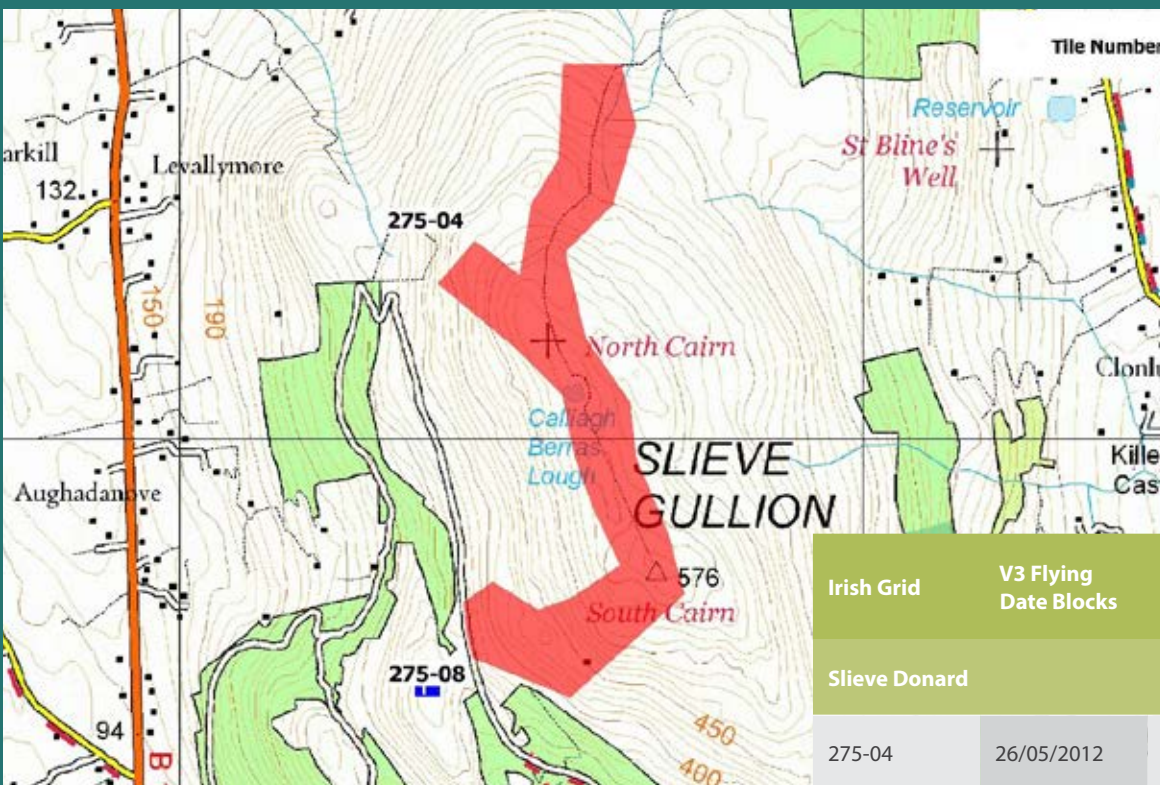 Tile Number
Reservoir
St Bline's
Well
arkill
Levallymore
132
275-04
150
190
North Cairn
Clonlu
Calliagh
Berras
Lough
SLIEVE
GULLION
Kille
Cas
Aughadanove
576
South Cairn
275-08
94
B
450
400
Irish Grid
V3 Flying
Date Blocks
Slieve Donard
275-04
26/05/2012